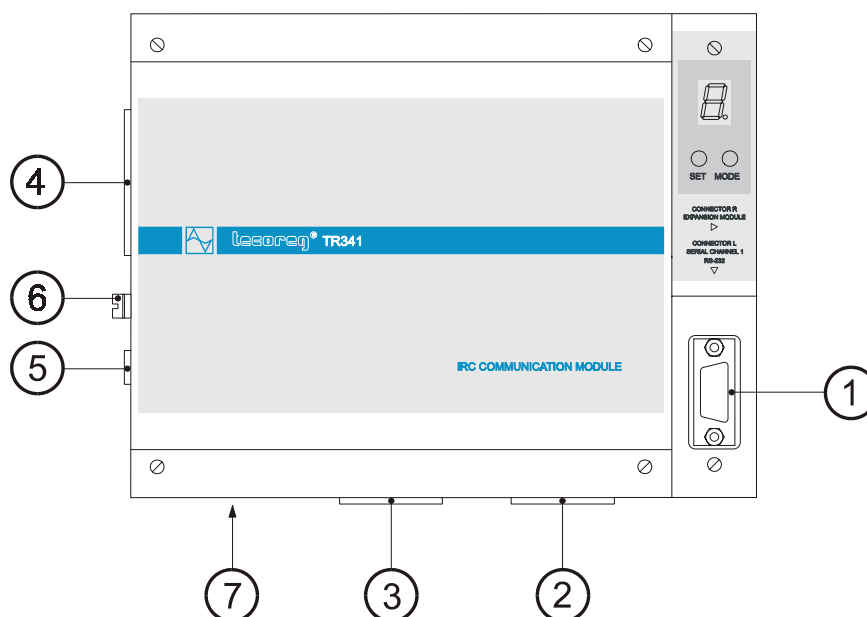 SET MODE
CONNECTOR R
EXPANSION MODULE
CONNECTOR L
SERIAL CHANNEL 1
RS-232
4
tecoreg® TR341
6
5
IRC COMMUNICATION MODULE
1
7
3
2